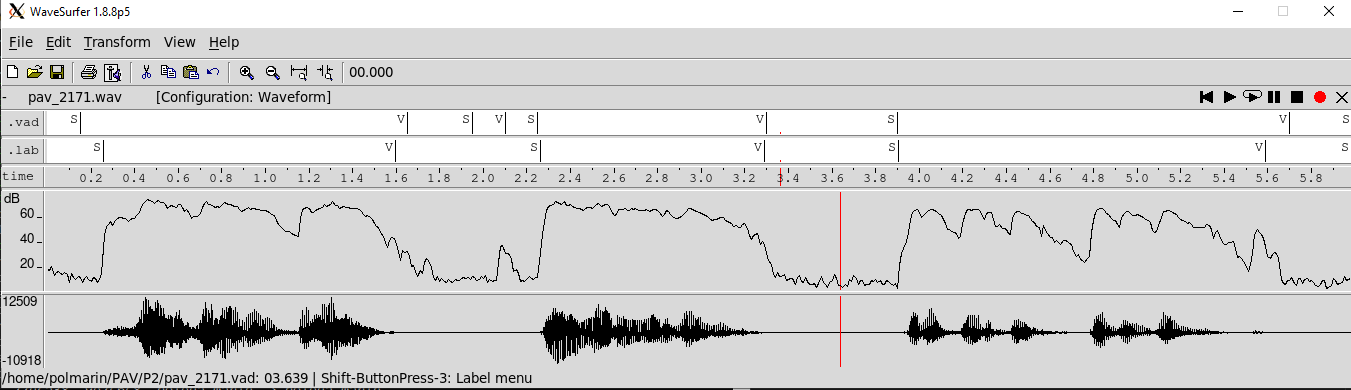 WaveSurfer 1.8.8p5
File Edit Transform View Help
00.000
- pav_2171.wav [Configuration: Waveform]
.vad S V S V S V S V S
.lab S V S V S V S
time 0.2 0.4 0.6 0.8 1.0 1.2 1.4 1.6 1.8 2.0 2.2 2.4 2.6 2.8 3.0 3.2 3.4 3.6 3.8 4.0 4.2 4.4 4.6 4.8 5.0 5.2 5.4 5.6 5.8
dB
60
40
20
12509
-10918
/home/polmarin/PAV/P2/pav_2171.vad: 03.639 | Shift-ButtonPress-3: Label menu